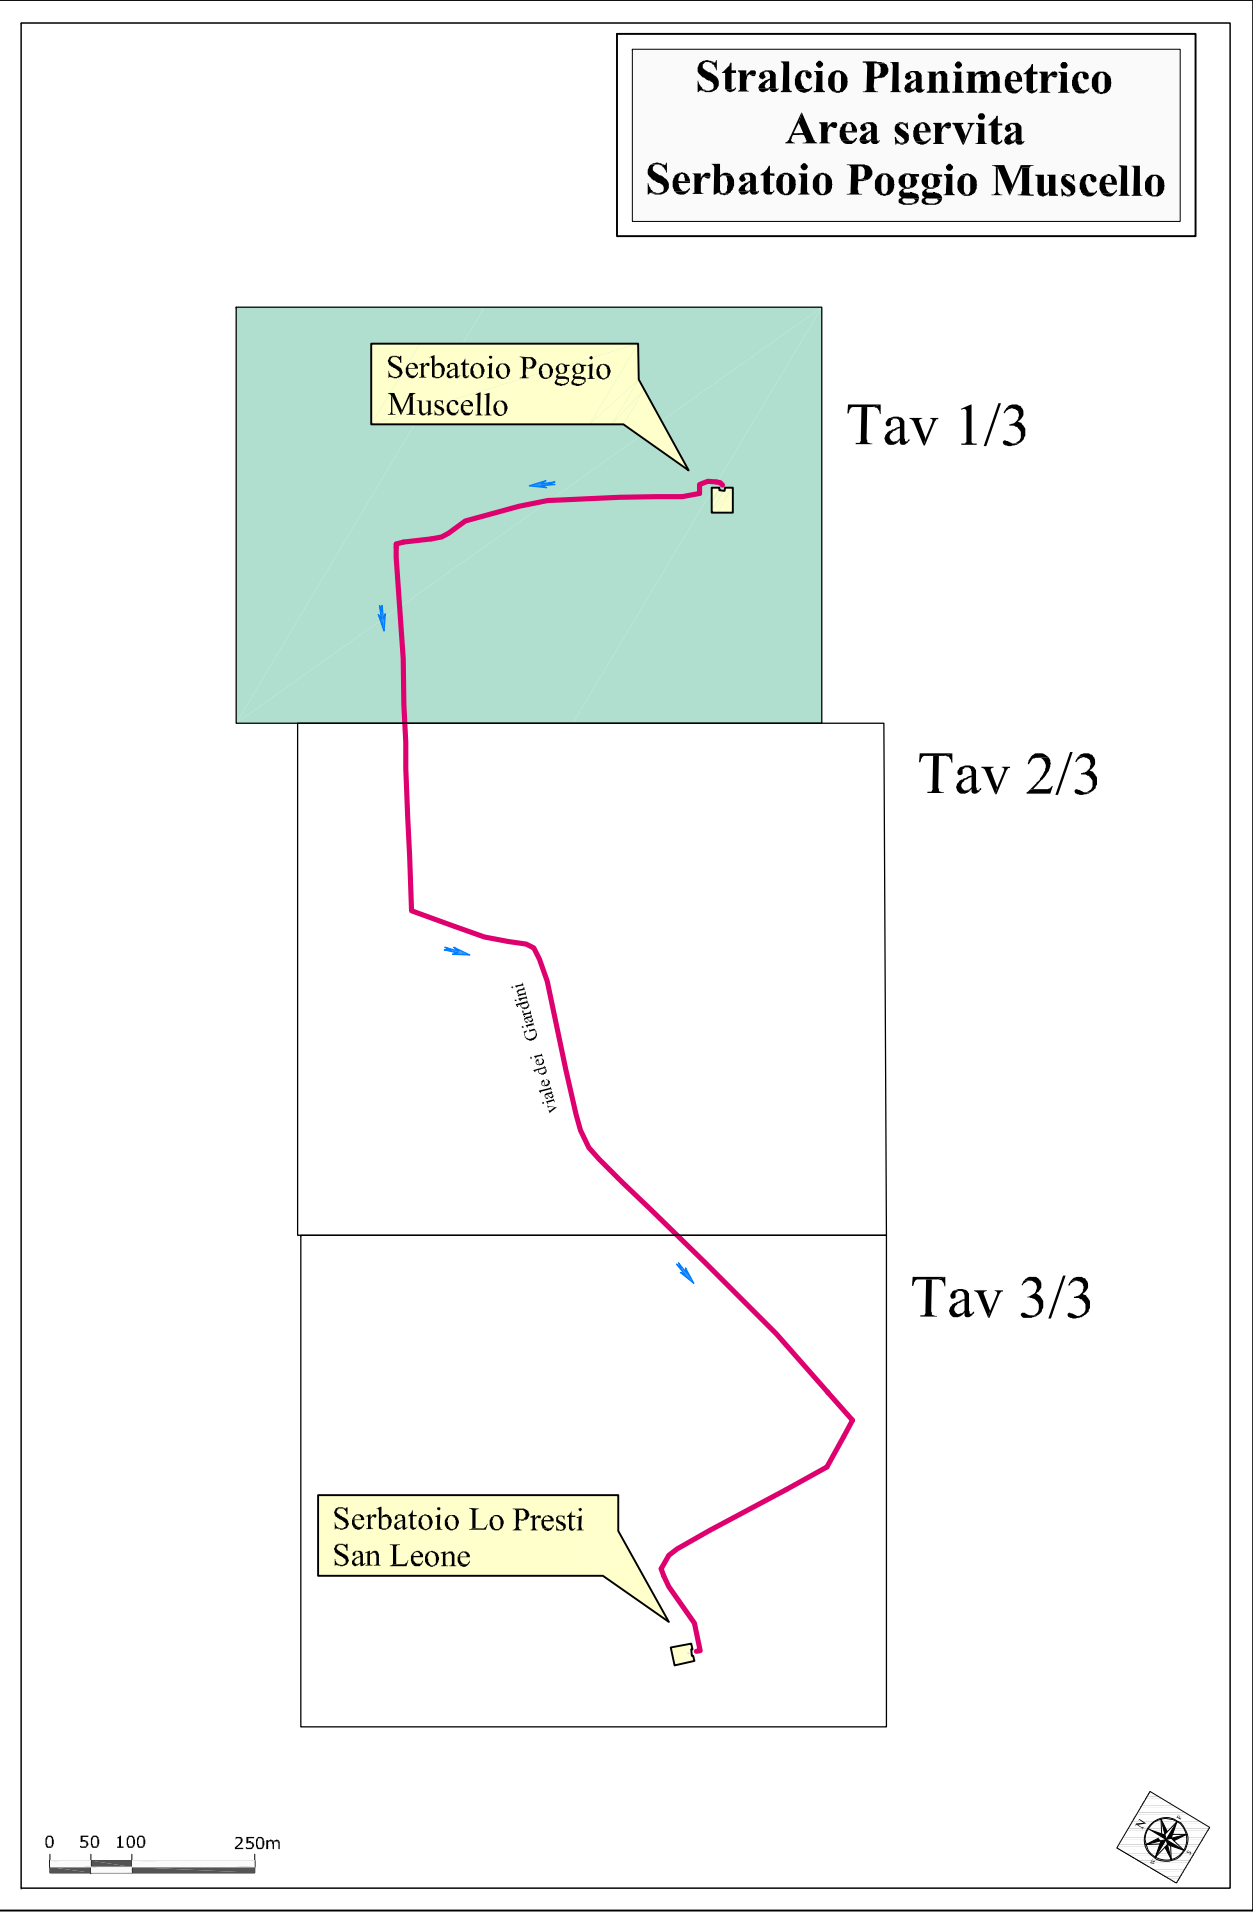 Stralcio Planimetrico
Area servita
Serbatoio Poggio Muscello
Serbatoio Poggio
Muscello
Tav 1/3
Tav 2/3
viale dei Giardini
Tav 3/3
Serbatoio Lo Presti
San Leone
0 50 100 250m
N
S